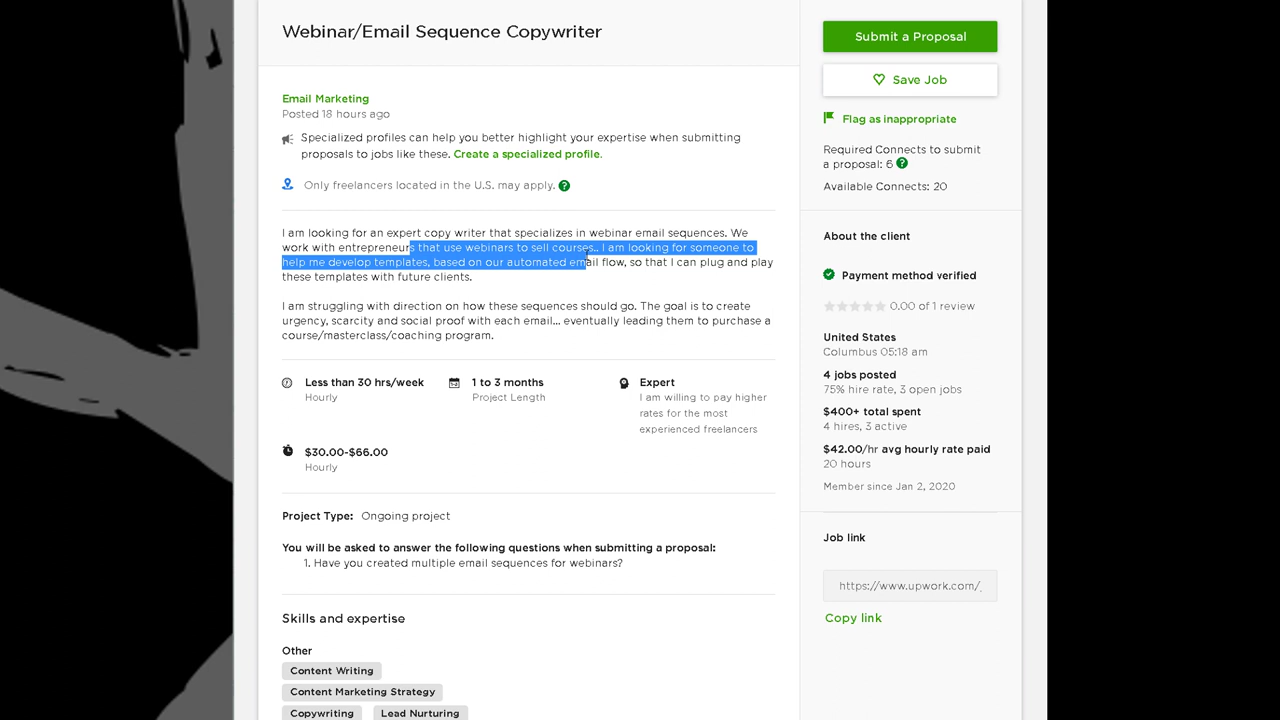 Webinar/Email Sequence Copywriter
Email Marketing
Posted 18 hours ago
Specialized profiles can help you better highlight your expertise when submitting
proposals to jobs like these. Create a specialized profile.
Only freelancers located in the U.S. may apply. ?
I am looking for an expert copy writer that specializes in webinar email sequences. We
work with entrepreneurs that use webinars to sell courses.. I am looking for someone to
help me develop templates, based on our automated email flow, so that I can plug and play
these templates with future clients.
I am struggling with direction on how these sequences should go. The goal is to create
urgency, scarcity and social proof with each email... eventually leading them to purchase a
course/masterclass/coaching program.
Less than 30 hrs/week
Hourly
1 to 3 months
Project Length
Expert
I am willing to pay higher
rates for the most
experienced freelancers
$30.00-$66.00
Hourly
Project Type: Ongoing project
You will be asked to answer the following questions when submitting a proposal:
1. Have you created multiple email sequences for webinars?
Skills and expertise
Other
Content Writing
Content Marketing Strategy
Copywriting Lead Nurturing
Submit a Proposal
Save Job
Flag as inappropriate
Required Connects to submit
a proposal: 6 ?
Available Connects: 20
About the client
Payment method verified
0.00 of 1 review
United States
Columbus 05:18 am
4 jobs posted
75% hire rate, 3 open jobs
$400+ total spent
4 hires, 3 active
$42.00/hr avg hourly rate paid
20 hours
Member since Jan 2, 2020
Job link
https://www.upwork.com/
Copy link